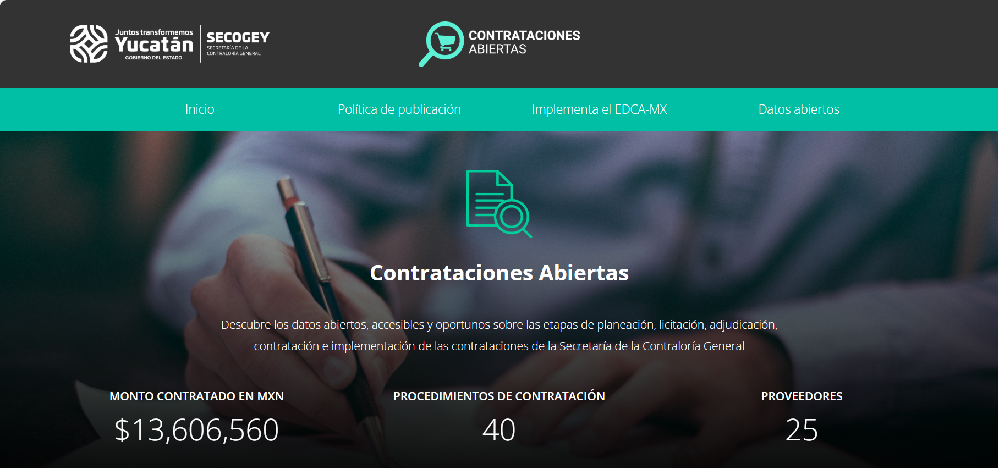 Juntos transformemos
Yucatán
GOBIERNO DEL ESTADO
SECOGEY
SECRETARÍA DE LA
CONTRALORÍA GENERAL
CONTRATACIONES
ABIERTAS
Inicio
Política de publicación
Implementa el EDCA-MX
Datos abiertos
Contrataciones Abiertas
Descubre los datos abiertos, accesibles y oportunos sobre las etapas de planeación, licitación, adjudicación,
contratación e implementación de las contrataciones de la Secretaría de la Contraloría General
MONTO CONTRATADO EN MXN
$13,606,560
PROCEDIMIENTOS DE CONTRATACIÓN
40
PROVEEDORES
25